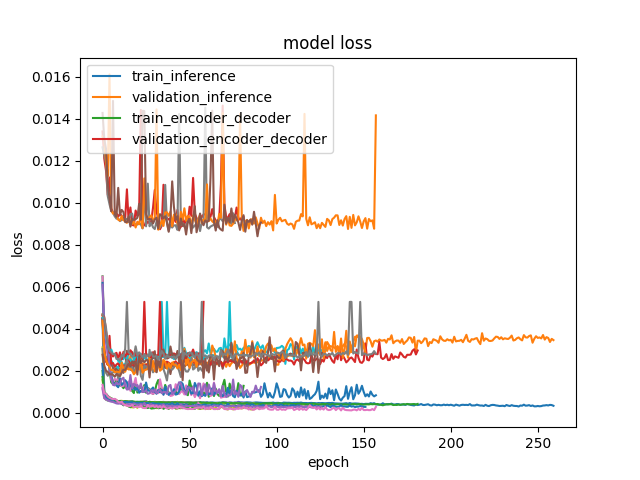 model loss
train_inference
validation_inference
train_encoder_decoder
validation_encoder_decoder
loss
0.016
0.014
0.012
0.010
0.008
0.006
0.004
0.002
0.000
0
50
100
150
200
250
epoch